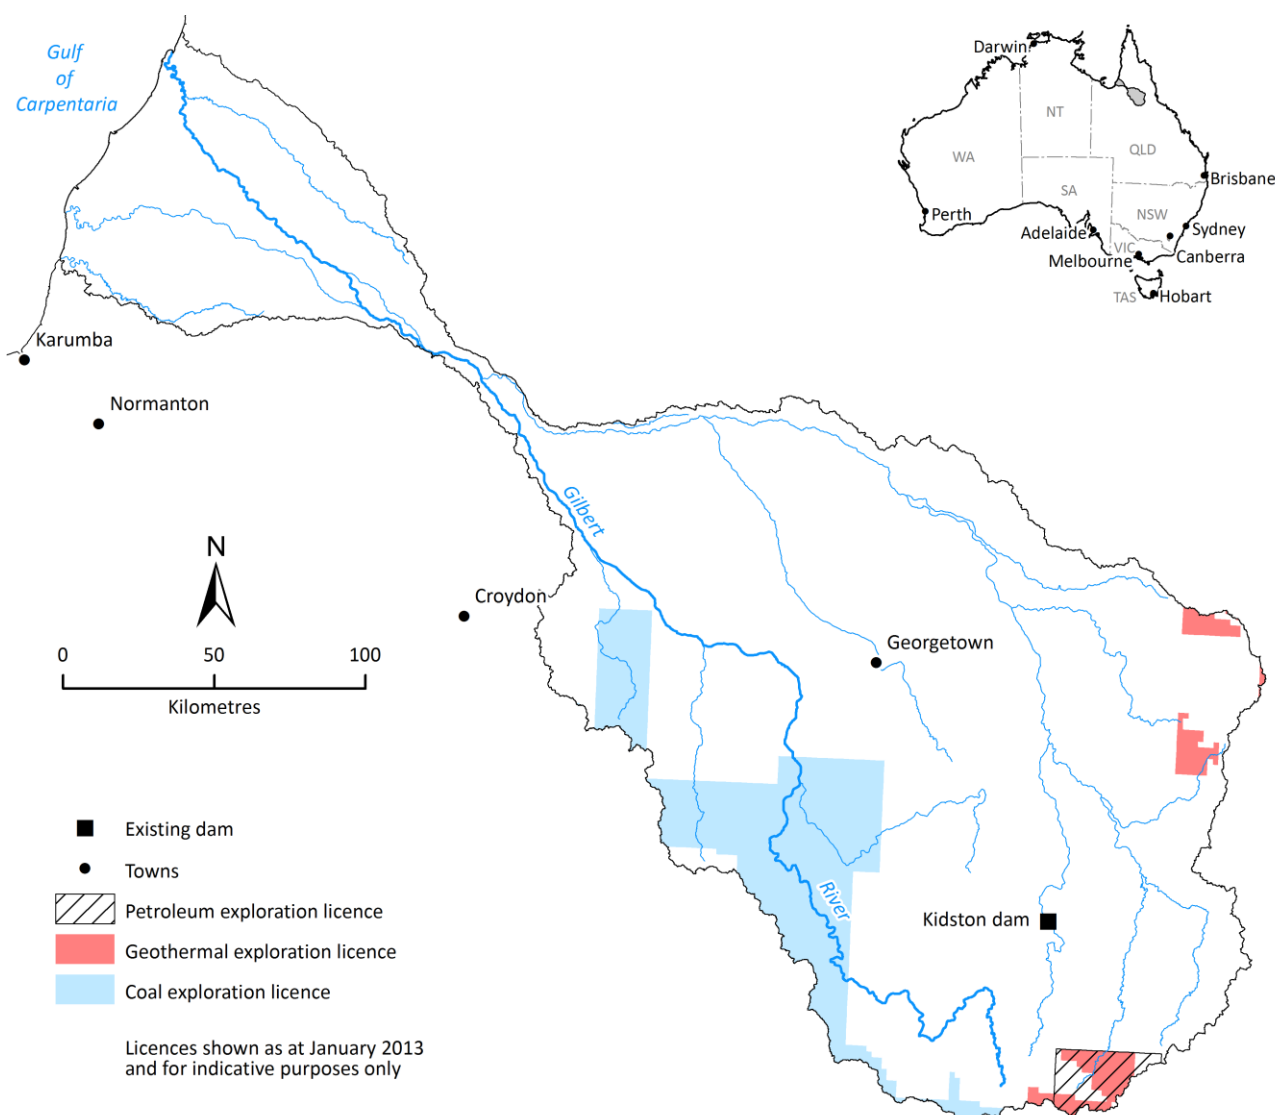 Gulf
of
Carpentaria
Karumba
Normanton
Croydon
Georgetown
Kidston dam
Gilbert
River
N
0 50 100
Kilometres
Existing dam
Towns
Petroleum exploration licence
Geothermal exploration licence
Coal exploration licence
Licences shown as at January 2013
and for indicative purposes only
Darwin
NT
WA
QLD
SA
Brisbane
NSW
Perth
Adelaide
Sydney
VIC
Melbourne
Canberra
TAS
Hobart